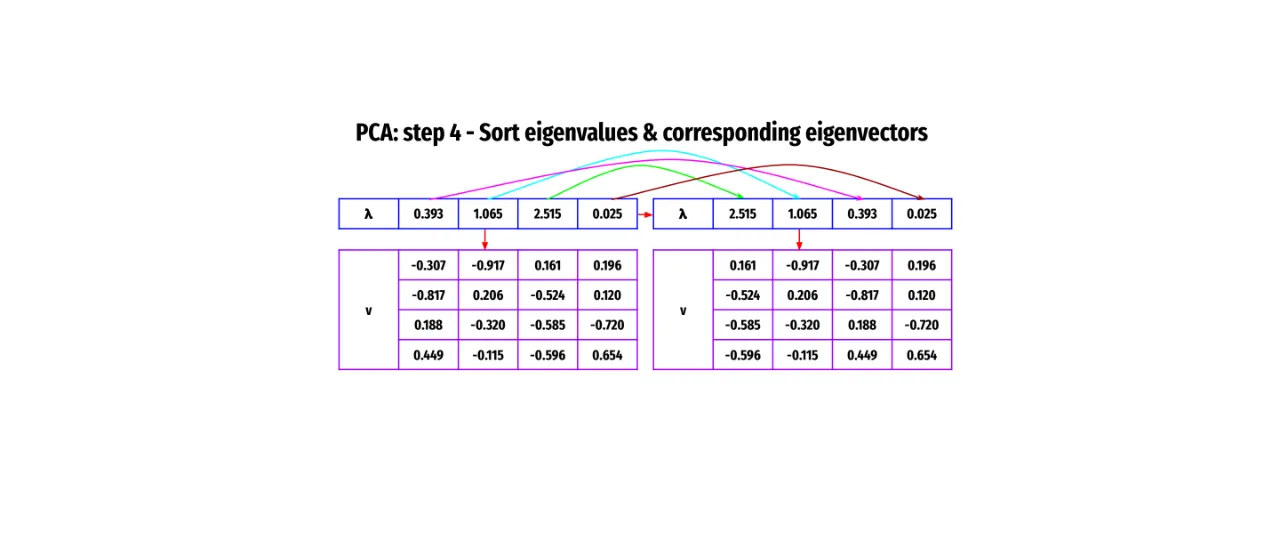 PCA: step 4 - Sort eigenvalues & corresponding eigenvectors
λ 0.393 1.065 2.515 0.025 λ 2.515 1.065 0.393 0.025
-0.307 -0.917 0.161 0.196 0.161 -0.917 -0.307 0.196
-0.817 0.206 -0.524 0.120 -0.524 0.206 -0.817 0.120
v v
0.188 -0.320 -0.585 -0.720 -0.585 -0.320 0.188 -0.720
0.449 -0.115 -0.596 0.654 -0.596 -0.115 0.449 0.654